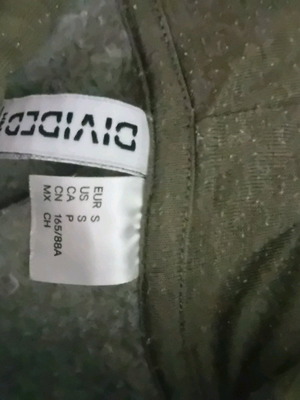 DIVIDED
EUR S
US S
CA P
CN 165/88A
MX CH